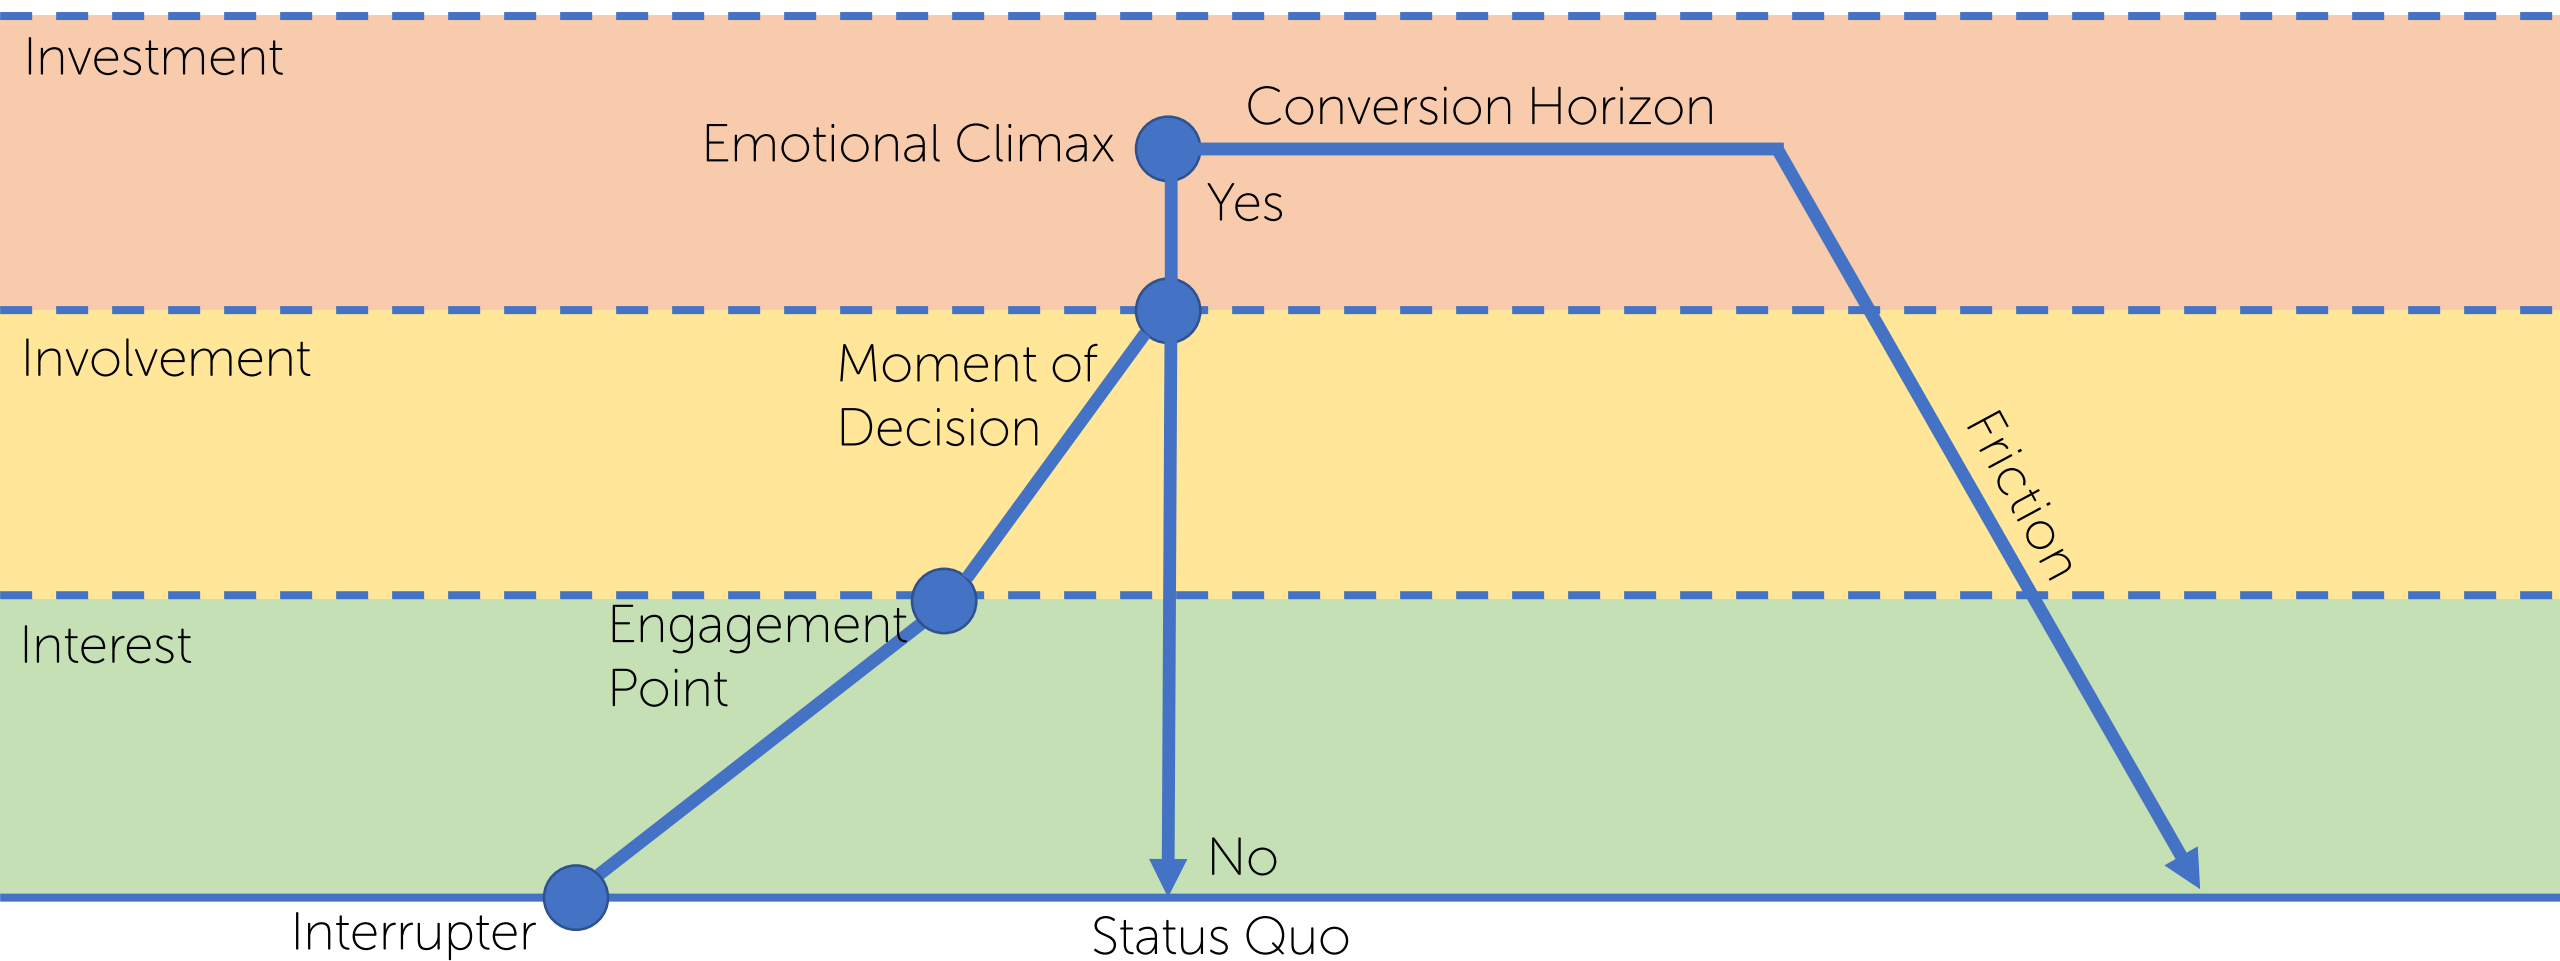 Investment
Conversion Horizon
Emotional Climax
Yes
Involvement
Moment of
Decision
Friction
Engagement
Point
Interest
No
Interrupter
Status Quo